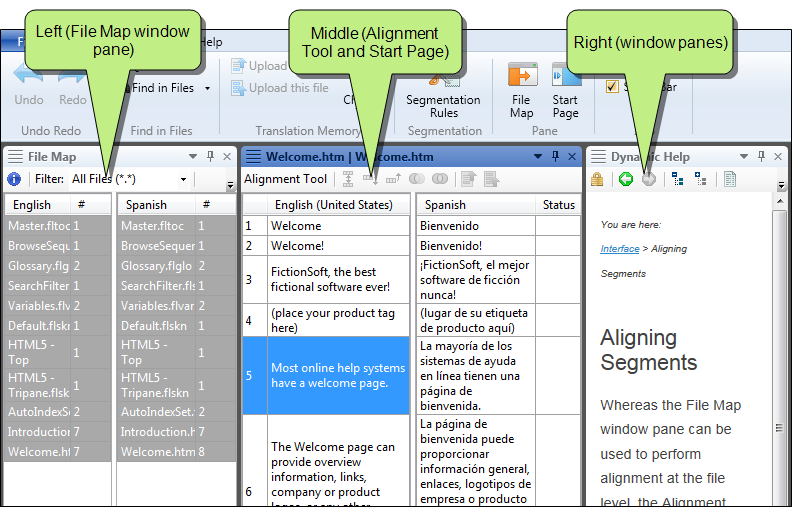 Left (File Map window
pane)
Middle (Alignment
Tool and Start Page)
Right (window panes)
Help
Undo
Redo
Find in Files
Upload
Upload this file
Segmentation
Rules
File
Map
Start
Page
Undo Redo
Find in Files
Translation Memory
Segmentation
Pane
File Map
Filter: All Files (*.*)
English # Spanish #
Master.fltoc 1 Master.fltoc 1
BrowseSequ 1 BrowseSequer 1
Glossary.flg 2 Glossary.flglo 2
SearchFilter 1 SearchFilter.fls 1
Variables.flv 2 Variables.flvar 2
Default.flskn 1 Default.flskn 1
HTML5 -
Top 1
HTML5 -
Top 1
HTML5 -
Tripane.flsk 1
HTML5 -
Tripane.flskn 1
AutoIndexSe 2 AutoIndexSet. 2
Introduction 7 Introduction.h 7
Welcome.ht 7 Welcome.htm 8
Welcome.htm | Welcome.htm
Alignment Tool
English (United States) Spanish Status
1 Welcome Bienvenido
2 Welcome! Bienvenido!
3 FictionSoft, the best
fictional software ever!
¡FictionSoft, el mejor
software de ficción
nunca!
4 (place your product tag
here)
(lugar de su etiqueta
de producto aquí)
5 Most online help systems
have a welcome page.
La mayoría de los
sistemas de ayuda
en línea tienen una
página de
bienvenida.
6 The Welcome page can
provide overview
information, links,
company or product
logos, or any other
La página de
bienvenida puede
proporcionar
información general,
enlaces, logotipos de
empresa o producto
Dynamic Help
You are here:
Interface > Aligning
Segments
Aligning
Segments
Whereas the File Map
window pane can be
used to perform
alignment at the file
level, the Alignment